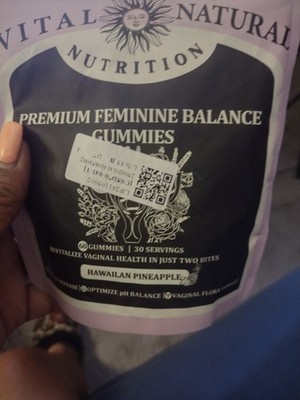 VITAL NATURAL
NUTRITION
PREMIUM FEMININE BALANCE
GUMMIES
60 GUMMIES | 30 SERVINGS
REVITALIZE VAGINAL HEALTH IN JUST TWO BITES
HAWAIIAN PINEAPPLE
OPTIMIZE pH BALANCE | VAGINAL FLORA